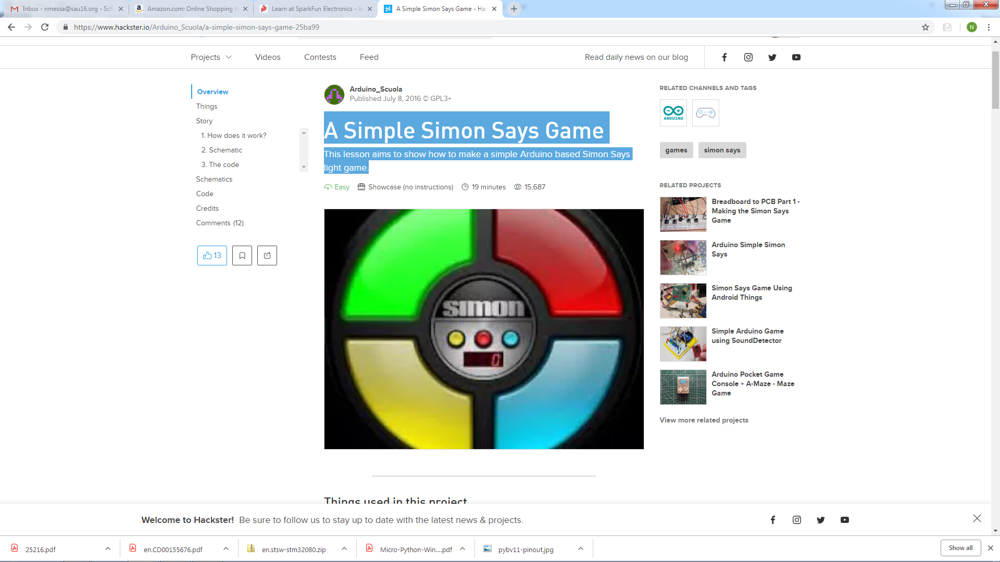 Inbox - nmessa@sau16.org - Sch
Amazon.com: Online Shopping fo
Learn at SparkFun Electronics - le
A Simple Simon Says Game - Hac
https://www.hackster.io/Arduino_Scuola/a-simple-simon-says-game-25ba99
N
Projects
Videos
Contests
Feed
Read daily news on our blog
Overview
Things
Story
1. How does it work?
2. Schematic
3. The code
Schematics
Code
Credits
Comments (12)
13
Arduino_Scuola
Published July 8, 2016 © GPL3+
A Simple Simon Says Game
This lesson aims to show how to make a simple Arduino based Simon Says
light game.
Easy
Showcase (no instructions)
19 minutes
15,687
simon
0
RELATED CHANNELS AND TAGS
ARDUINO
games
simon says
RELATED PROJECTS
Breadboard to PCB Part 1 -
Making the Simon Says
Game
Arduino Simple Simon
Says
Simon Says Game Using
Android Things
Simple Arduino Game
using SoundDetector
Arduino Pocket Game
Console + A-Maze - Maze
Game
View more related projects
Things used in this project
Welcome to Hackster! Be sure to follow us to stay up to date with the latest news & projects.
25216.pdf
en.CD00155676.pdf
en.stsw-stm32080.zip
Micro-Python-Win....pdf
pybv11-pinout.jpg
Show all